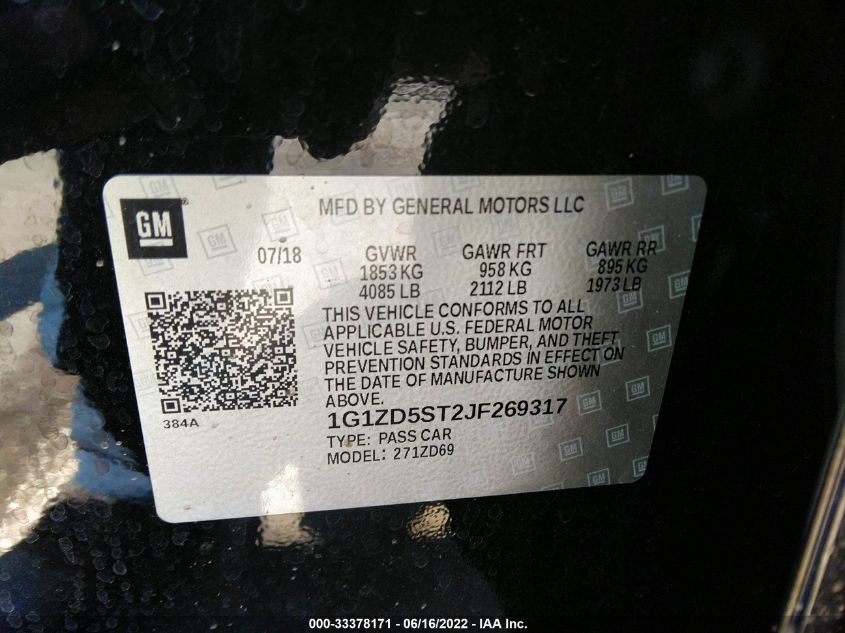 GM
MFD BY GENERAL MOTORS LLC
07/18 GVWR GAWR FRT GAWR RR
1853 KG 958 KG 895 KG
4085 LB 2112 LB 1973 LB
THIS VEHICLE CONFORMS TO ALL
APPLICABLE U.S. FEDERAL MOTOR
VEHICLE SAFETY, BUMPER, AND THEFT
PREVENTION STANDARDS IN EFFECT ON
THE DATE OF MANUFACTURE SHOWN
ABOVE.
384A
1G1ZD5ST2JF269317
TYPE: PASS CAR
MODEL: 271ZD69
000-33378171 - 06/16/2022 - IAA Inc.